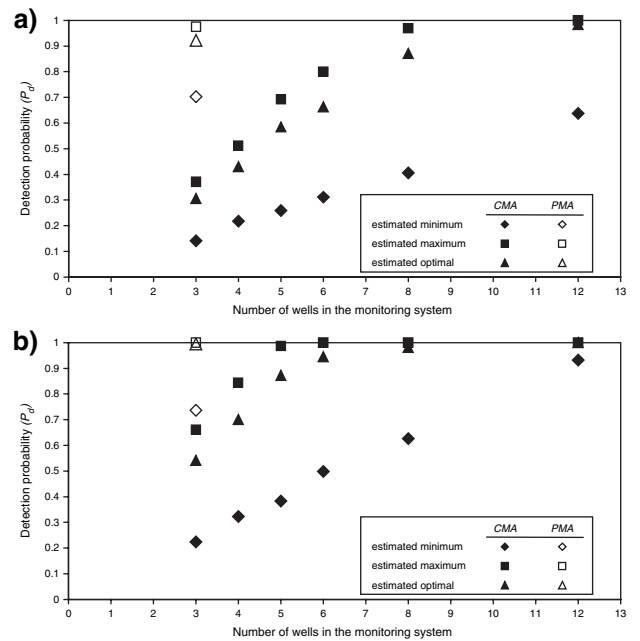 a)
Detection probability (P_d)
1
0.9
0.8
0.7
0.6
0.5
0.4
0.3
0.2
0.1
0
0 1 2 3 4 5 6 7 8 9 10 11 12 13
Number of wells in the monitoring system
CMA PMA
estimated minimum
estimated maximum
estimated optimal
b)
Detection probability (P_d)
1
0.9
0.8
0.7
0.6
0.5
0.4
0.3
0.2
0.1
0
0 1 2 3 4 5 6 7 8 9 10 11 12 13
Number of wells in the monitoring system
CMA PMA
estimated minimum
estimated maximum
estimated optimal